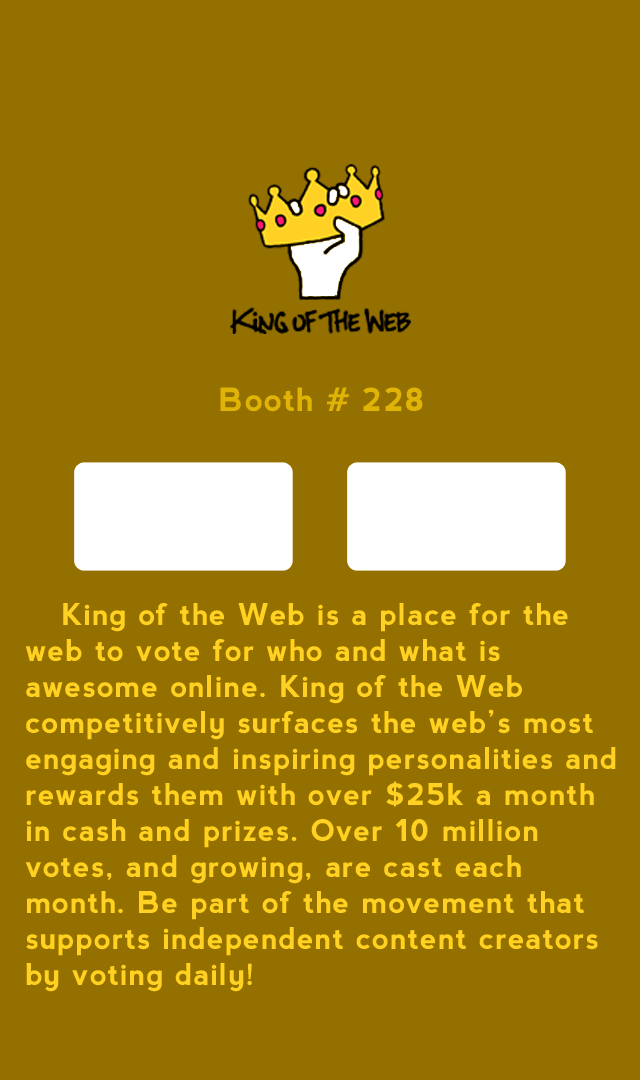 KING OF THE WEB
Booth # 228
King of the Web is a place for the
web to vote for who and what is
awesome online. King of the Web
competitively surfaces the web's most
engaging and inspiring personalities and
rewards them with over $25k a month
in cash and prizes. Over 10 million
votes, and growing, are cast each
month. Be part of the movement that
supports independent content creators
by voting daily!